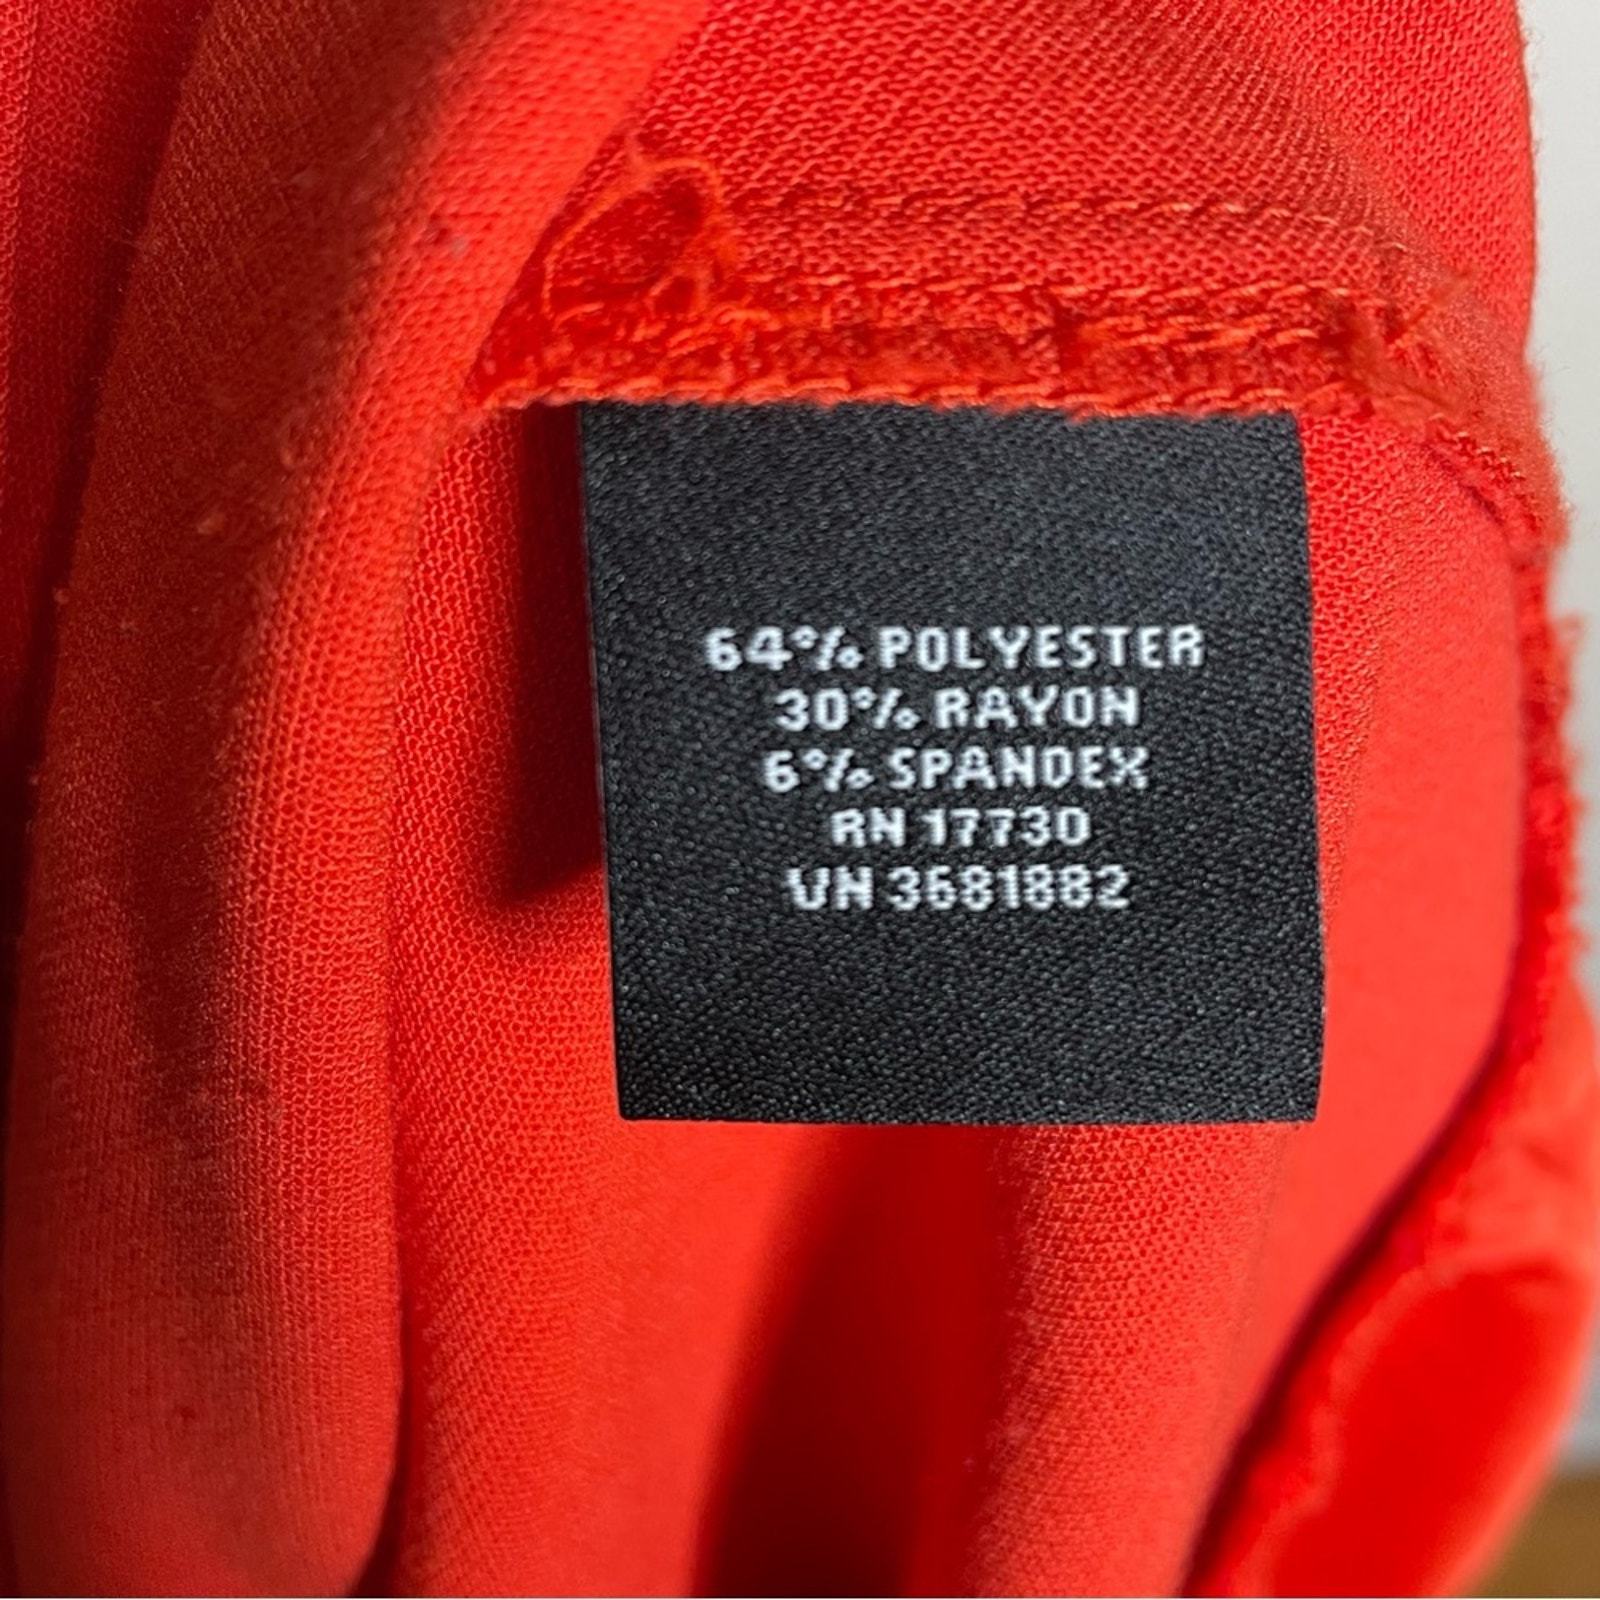 64% POLYESTER
30% RAYON
6% SPANDEX
RN 17730
VN 3681882